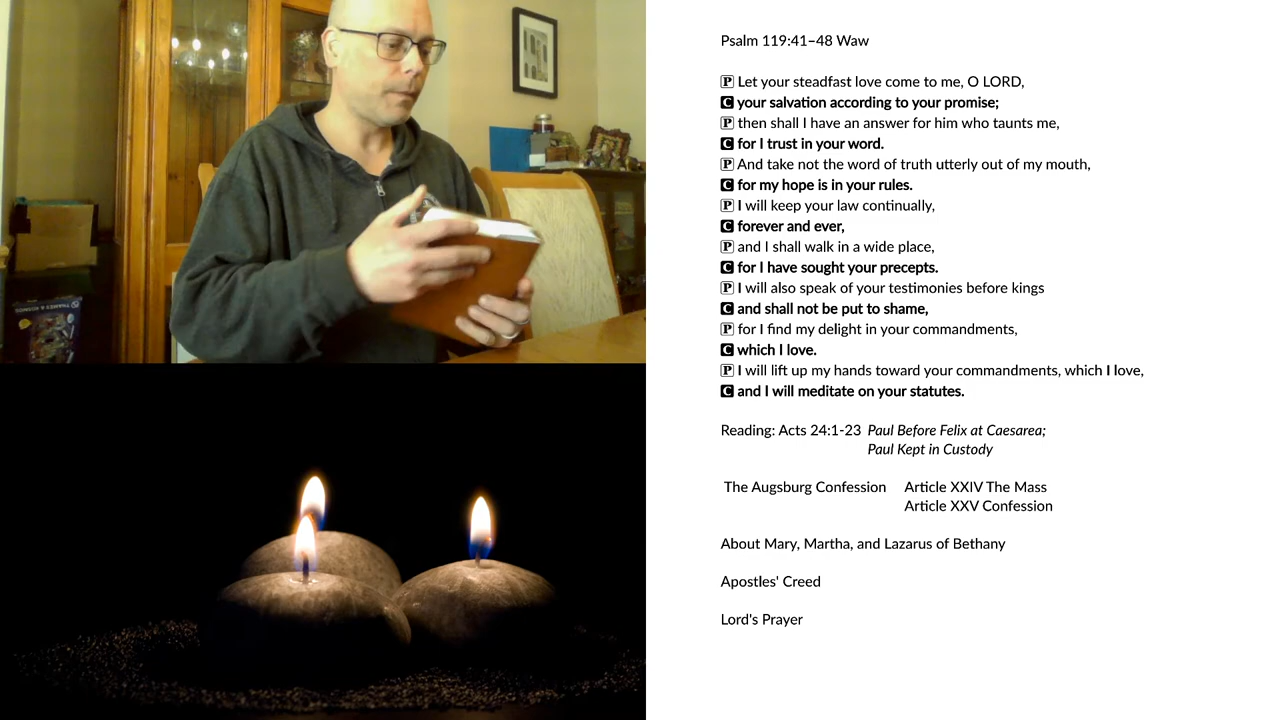 Psalm 119:41–48 Waw
P Let your steadfast love come to me, O LORD,
C your salvation according to your promise;
P then shall I have an answer for him who taunts me,
C for I trust in your word.
P And take not the word of truth utterly out of my mouth,
C for my hope is in your rules.
P I will keep your law continually,
C forever and ever,
P and I shall walk in a wide place,
C for I have sought your precepts.
P I will also speak of your testimonies before kings
C and shall not be put to shame,
P for I find my delight in your commandments,
C which I love.
P I will lift up my hands toward your commandments, which I love,
C and I will meditate on your statutes.
Reading: Acts 24:1-23 Paul Before Felix at Caesarea;
Paul Kept in Custody
The Augsburg Confession Article XXIV The Mass
Article XXV Confession
About Mary, Martha, and Lazarus of Bethany
Apostles' Creed
Lord's Prayer
THAMES & KOSMOS